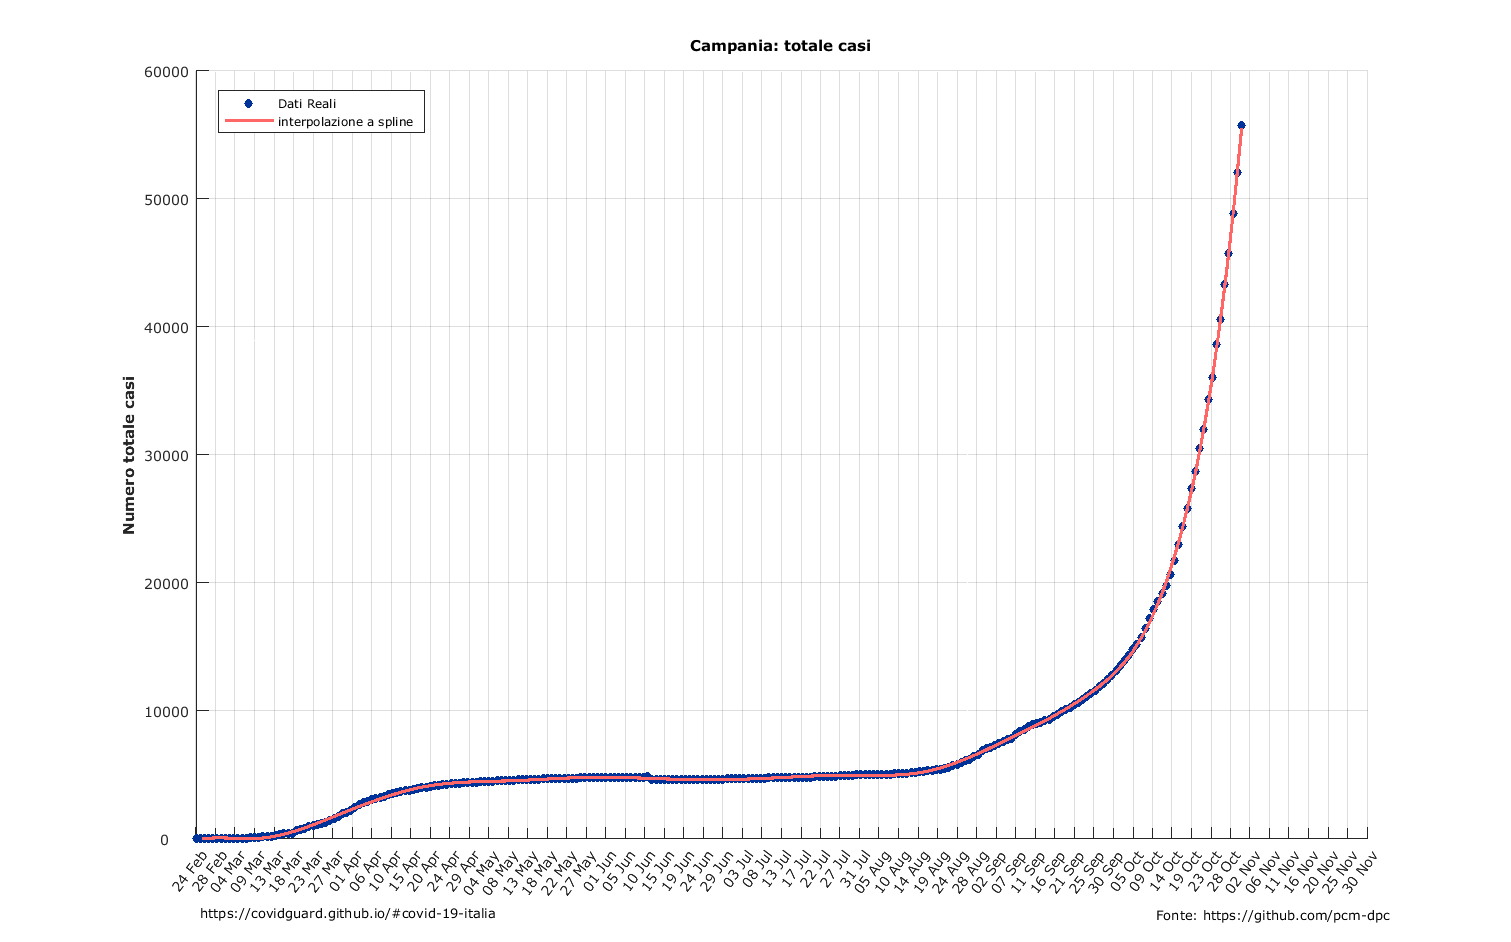 Campania: totale casi
60000
50000
40000
30000
20000
10000
0
Numero totale casi
Dati Reali
interpolazione a spline
24 Feb
28 Feb
04 Mar
09 Mar
13 Mar
18 Mar
23 Mar
27 Mar
01 Apr
06 Apr
10 Apr
15 Apr
20 Apr
24 Apr
29 Apr
04 May
08 May
13 May
18 May
22 May
27 May
01 Jun
05 Jun
10 Jun
15 Jun
19 Jun
24 Jun
29 Jun
03 Jul
08 Jul
13 Jul
17 Jul
22 Jul
27 Jul
31 Jul
05 Aug
10 Aug
14 Aug
19 Aug
24 Aug
28 Aug
02 Sep
07 Sep
11 Sep
16 Sep
21 Sep
25 Sep
30 Sep
05 Oct
09 Oct
14 Oct
19 Oct
23 Oct
28 Oct
02 Nov
06 Nov
11 Nov
16 Nov
20 Nov
25 Nov
30 Nov
https://covidguard.github.io/#covid-19-italia
Fonte: https://github.com/pcm-dpc